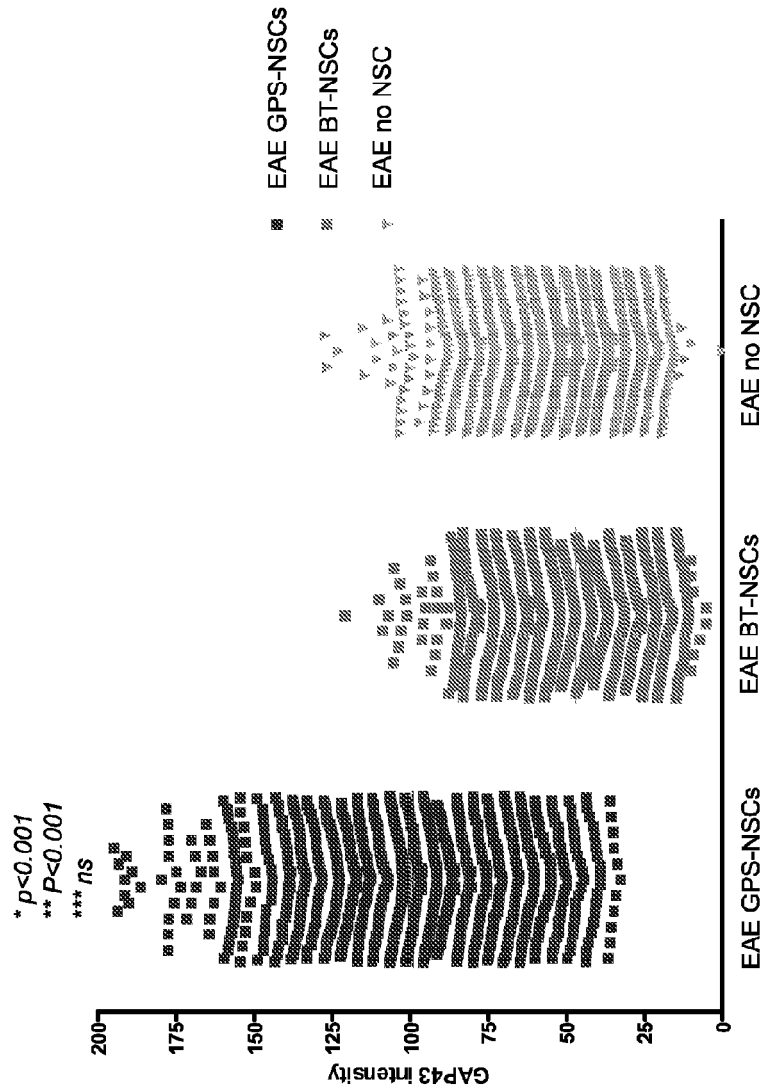 * p<0.001
** P<0.001
*** ns
GAP43 intensity
200
175
150
125
100
75
50
25
0
EAE GPS-NSCs
EAE BT-NSCs
EAE no NSC
EAE GPS-NSCs
EAE BT-NSCs
EAE no NSC